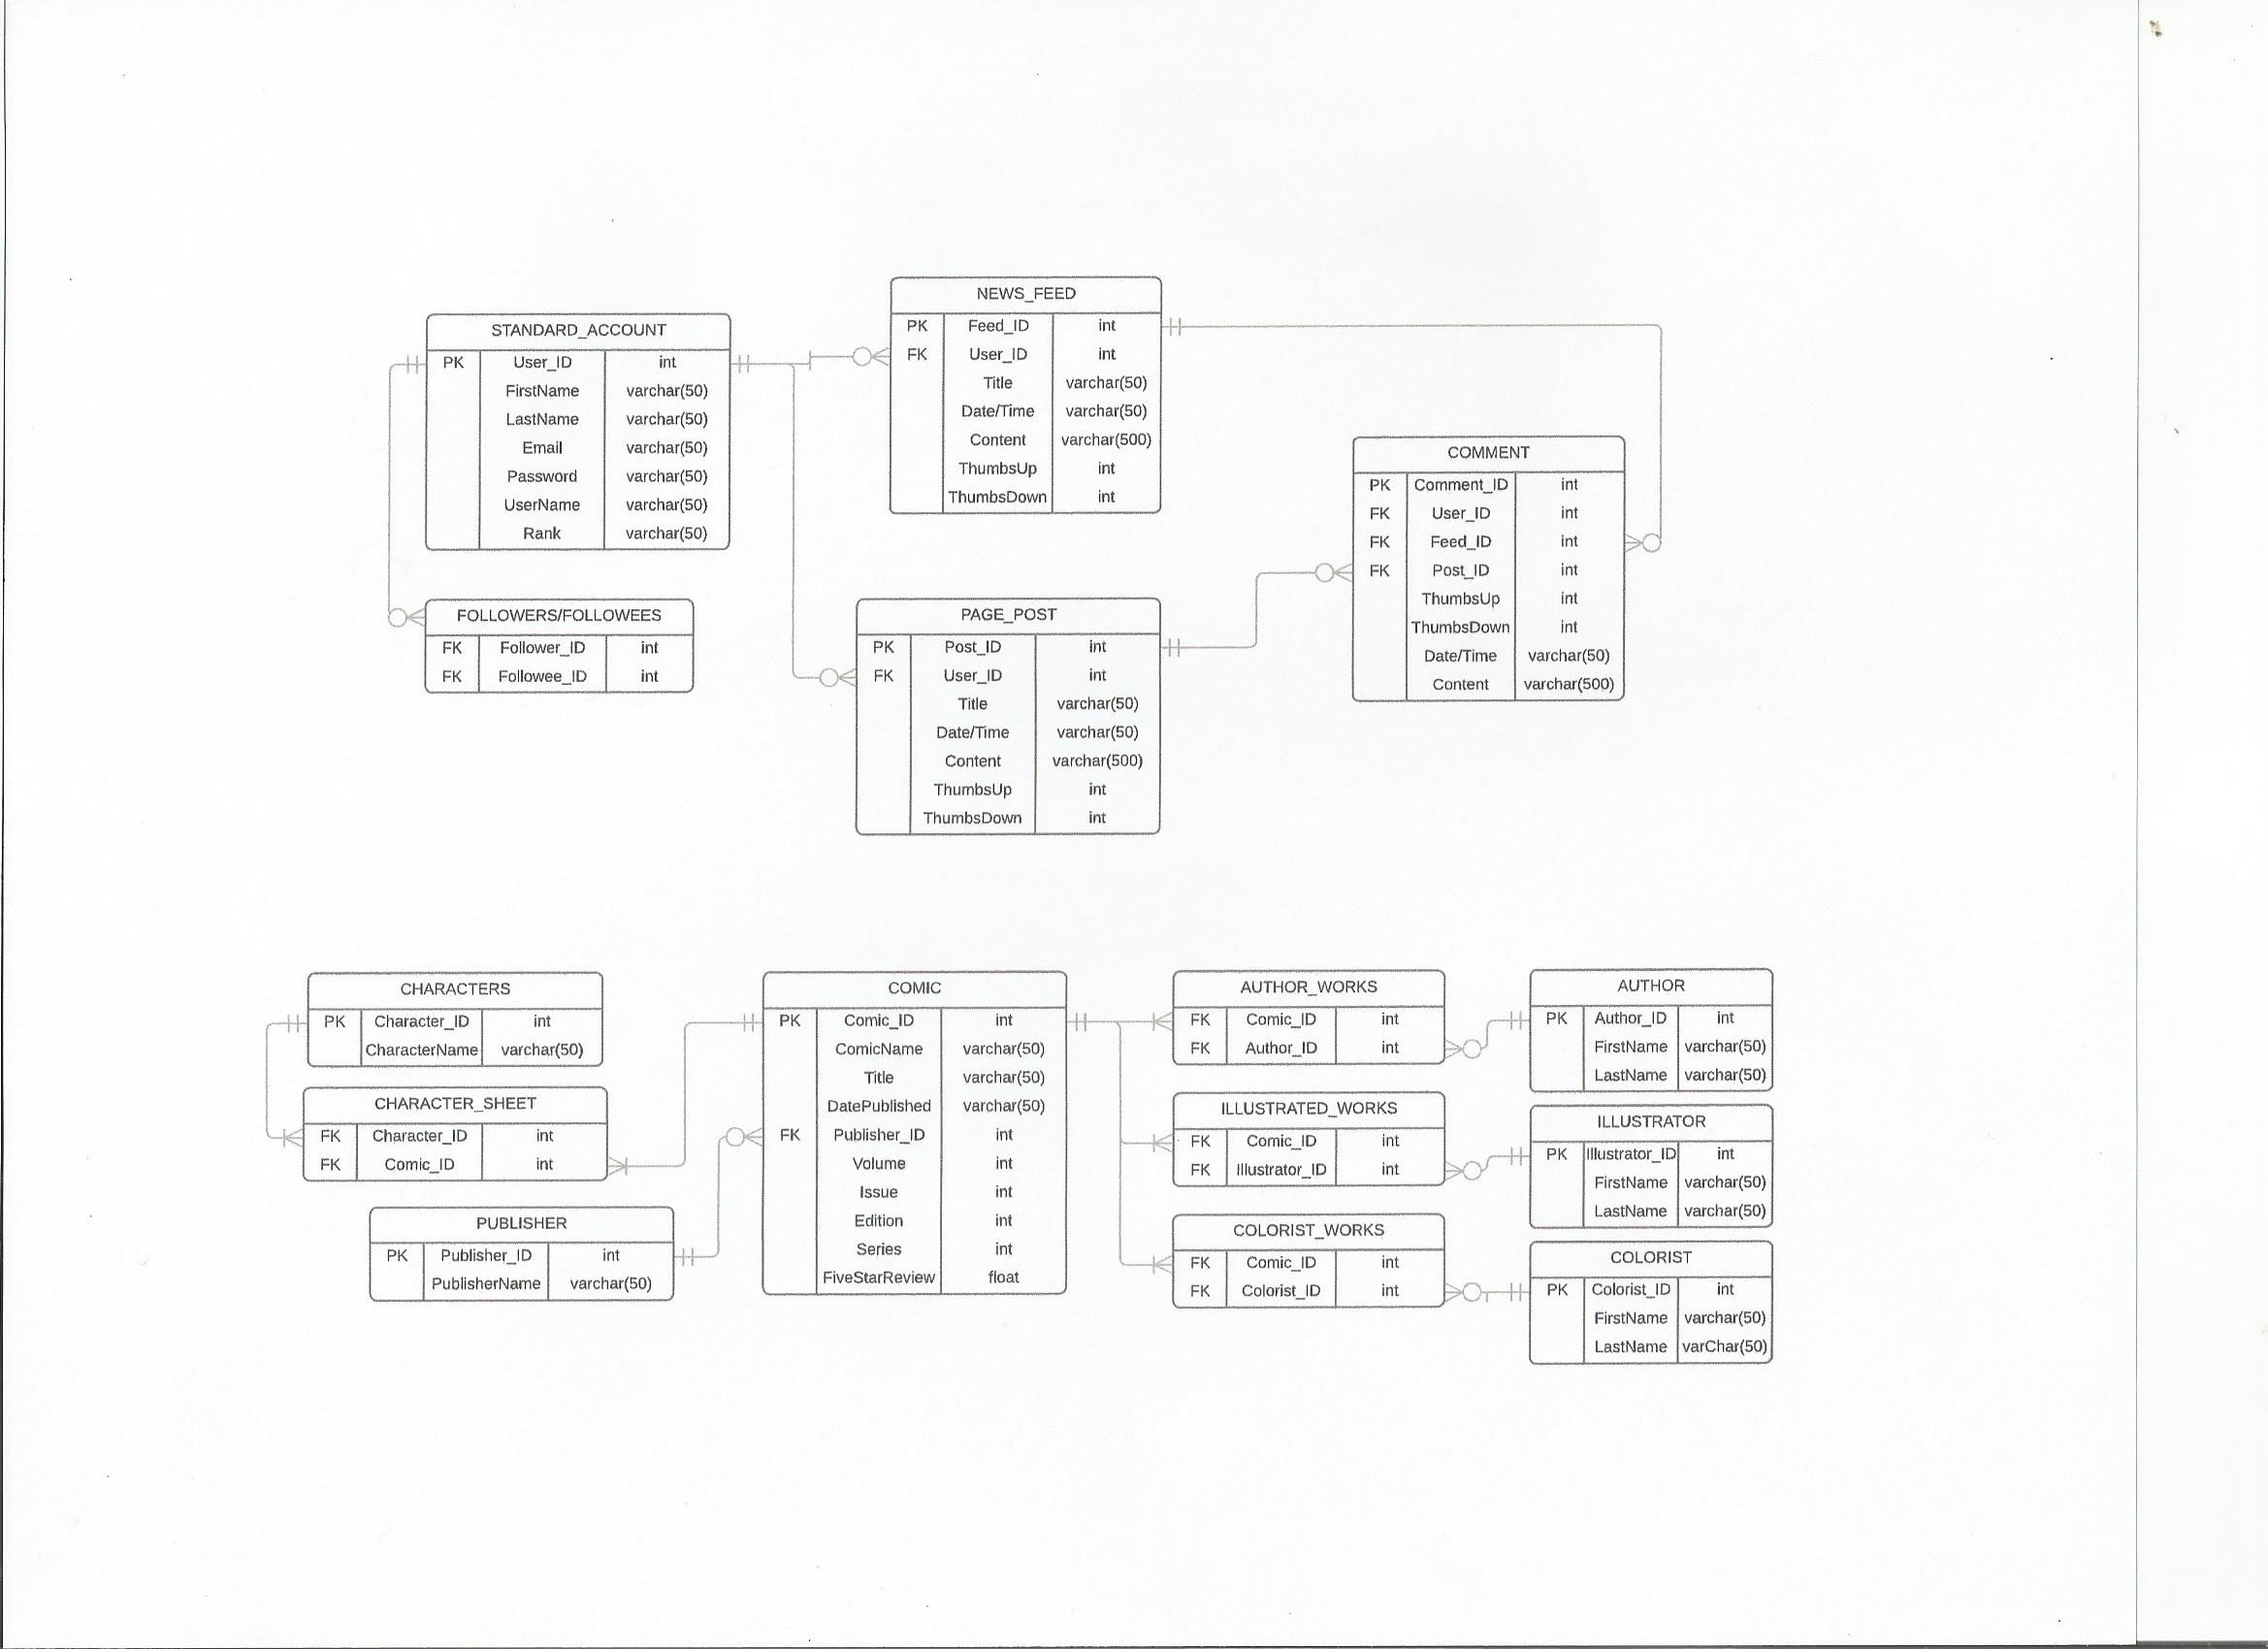 NEWS_FEED
PK Feed_ID int
FK User_ID int
Title varchar(50)
Date/Time varchar(50)
Content varchar(500)
ThumbsUp int
ThumbsDown int
STANDARD_ACCOUNT
PK User_ID int
FirstName varchar(50)
LastName varchar(50)
Email varchar(50)
Password varchar(50)
UserName varchar(50)
Rank varchar(50)
COMMENT
PK Comment_ID int
FK User_ID int
FK Feed_ID int
FK Post_ID int
ThumbsUp int
ThumbsDown int
Date/Time varchar(50)
Content varchar(500)
FOLLOWERS/FOLLOWEES
FK Follower_ID int
FK Followee_ID int
PAGE_POST
PK Post_ID int
FK User_ID int
Title varchar(50)
Date/Time varchar(50)
Content varchar(500)
ThumbsUp int
ThumbsDown int
CHARACTERS
PK Character_ID int
CharacterName varchar(50)
CHARACTER_SHEET
FK Character_ID int
FK Comic_ID int
PUBLISHER
PK Publisher_ID int
PublisherName varchar(50)
COMIC
PK Comic_ID int
ComicName varchar(50)
Title varchar(50)
DatePublished varchar(50)
FK Publisher_ID int
Volume int
Issue int
Edition int
Series int
FiveStarReview float
AUTHOR_WORKS
FK Comic_ID int
FK Author_ID int
ILLUSTRATED_WORKS
FK Comic_ID int
FK Illustrator_ID int
COLORIST_WORKS
FK Comic_ID int
FK Colorist_ID int
AUTHOR
PK Author_ID int
FirstName varchar(50)
LastName varchar(50)
ILLUSTRATOR
PK Illustrator_ID int
FirstName varchar(50)
LastName varchar(50)
COLORIST
PK Colorist_ID int
FirstName varchar(50)
LastName varChar(50)